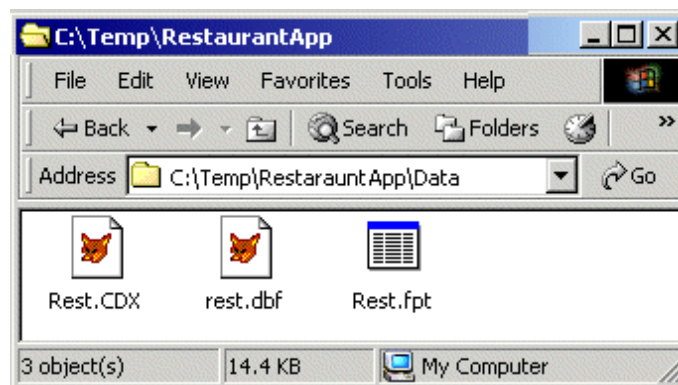 C:\Temp\RestaurantApp
File Edit View Favorites Tools Help
Back Search Folders »
Address C:\Temp\RestarauntApp\Data Go
Rest.CDX rest.dbf Rest.fpt
3 object(s) 14.4 KB My Computer